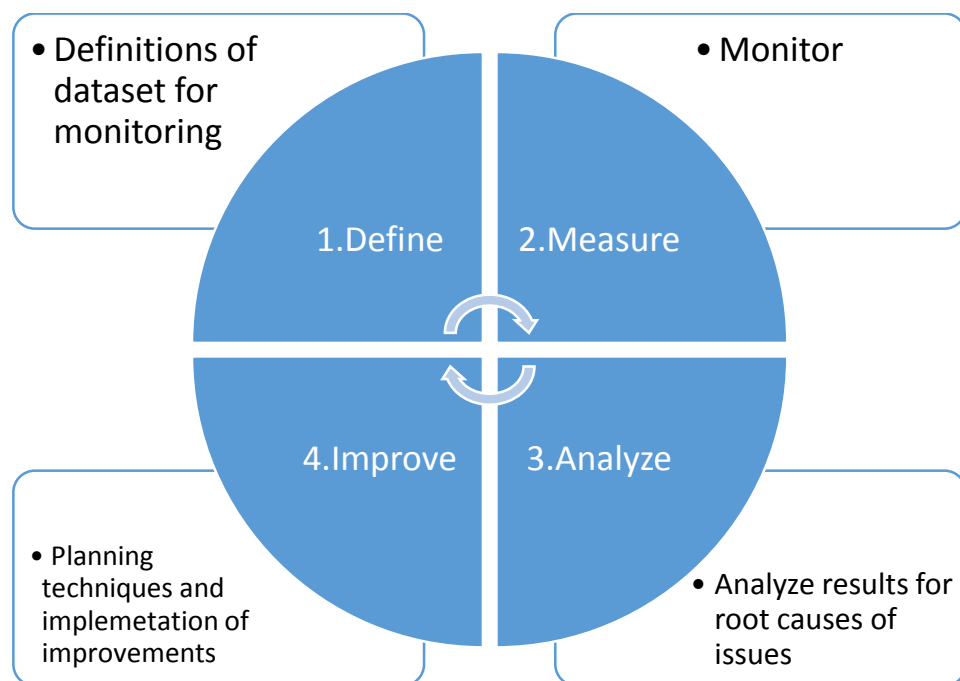 • Definitions of
dataset for
monitoring
• Monitor
1.Define
2.Measure
4.Improve
3.Analyze
• Planning
techniques and
implemetation of
improvements
• Analyze results for
root causes of
issues